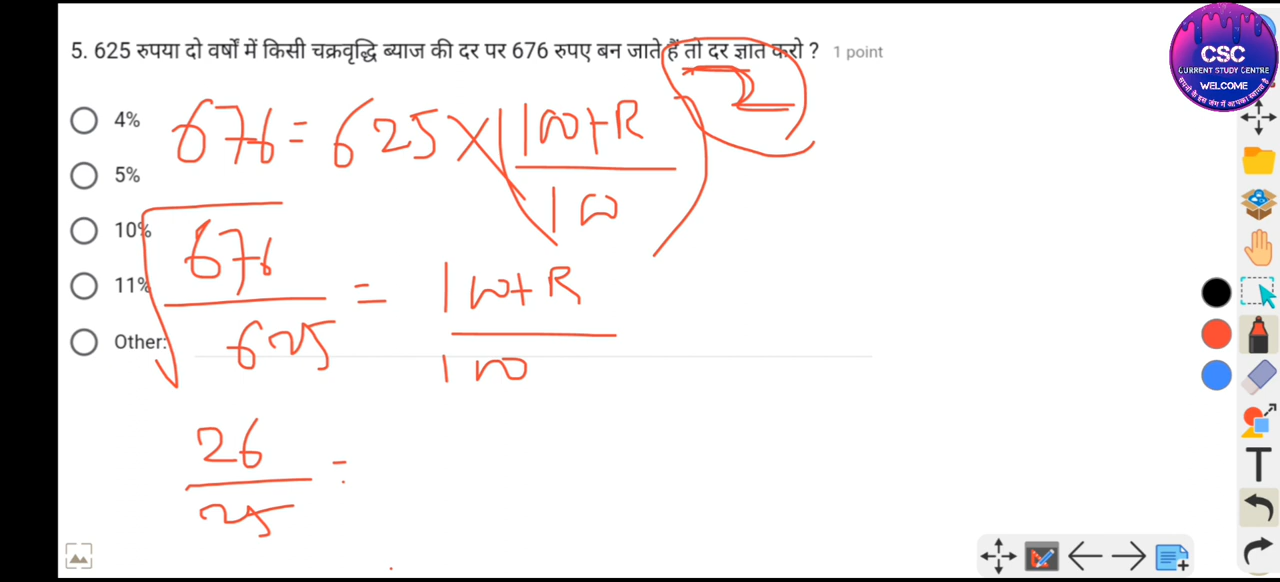 5. 625 रुपया दो वर्षों में किसी चक्रवृद्धि ब्याज की दर पर 676 रुपए बन जाते हैं तो दर ज्ञात करो ? 1 point
4%
5%
10%
11%
Other:
676 = 625 × (100+R / 100)²
√676/625 = 100+R / 100
26/25 =
CSC
CURRENT STUDY CENTRE
WELCOME
T